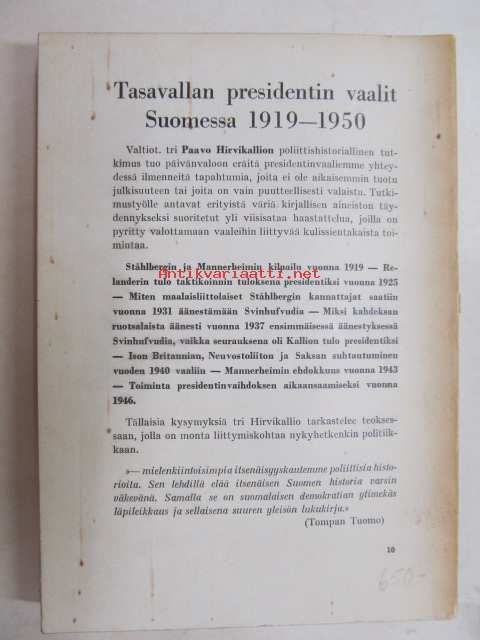 Tasavallan presidentin vaalit
Suomessa 1919—1950
Valtiot. tri Paavo Hirvikallion poliittishistoriallinen tut-
kimus tuo päivänvaloon eräitä presidentinvaaliemme yhtey-
dessä ilmenneitä tapahtumia, joita ei ole aikaisemmin tuotu
julkisuuteen tai joita on vain puutteellisesti valaistu. Tutki-
mustyölle antavat erityistä väriä kirjallisen aineiston täy-
dennykseksi suoritetut yli viisisataa haastattelua, joilla on
pyritty valottamaan vaaleihin liittyvää kulissientakaista toi-
mintaa.
Ståhlbergin ja Mannerheimin kilpailu vuonna 1919 — Re-
landerin tulo taktikoinnin tuloksena presidentiksi vuonna 1925
— Miten maalaisliittolaiset Ståhlbergin kannattajat saatiin
vuonna 1931 äänestämään Svinhufvudia — Miksi kahdeksan
ruotsalaista äänesti vuonna 1937 ensimmäisessä äänestyksessä
Svinhufvudia, vaikka seurauksena oli Kallion tulo presidentiksi
— Ison Britannian, Neuvostoliiton ja Saksan suhtautuminen
vuoden 1940 vaaliin — Mannerheimin ehdokkuus vuonna 1943
— Toiminta presidentinvaihdoksen aikaansaamiseksi vuonna
1946.
Antikvariaatti.net
Tällaisia kysymyksiä tri Hirvikallio tarkastelee teokses-
saan, jolla on monta liittymiskohtaa nykyhetkenkin politiik-
kaan.
»— mielenkiintoisimpia itsenäisyyskautemme poliittisia histo-
rioita. Sen lehdillä elää itsenäisen Suomen historia varsin
väkevänä. Samalla se on suomalaisen demokratian ylimekäs
läpileikkaus ja sellaisena suuren yleisön lukukirja.»
(Tompan Tuomo)
10
650-